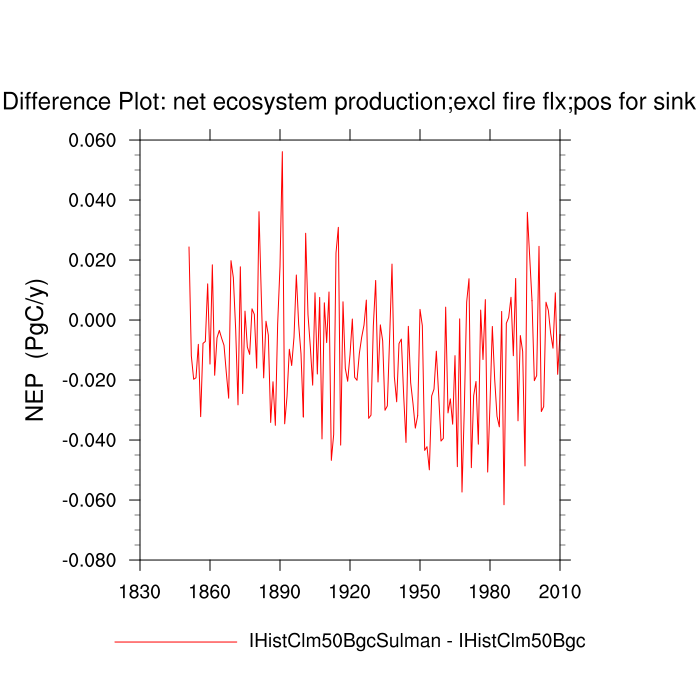 Difference Plot: net ecosystem production;excl fire flx;pos for sink
0.060
0.040
0.020
0.000
-0.020
-0.040
-0.060
-0.080
NEP (PgC/y)
1830 1860 1890 1920 1950 1980 2010
IHistClm50BgcSulman - IHistClm50Bgc